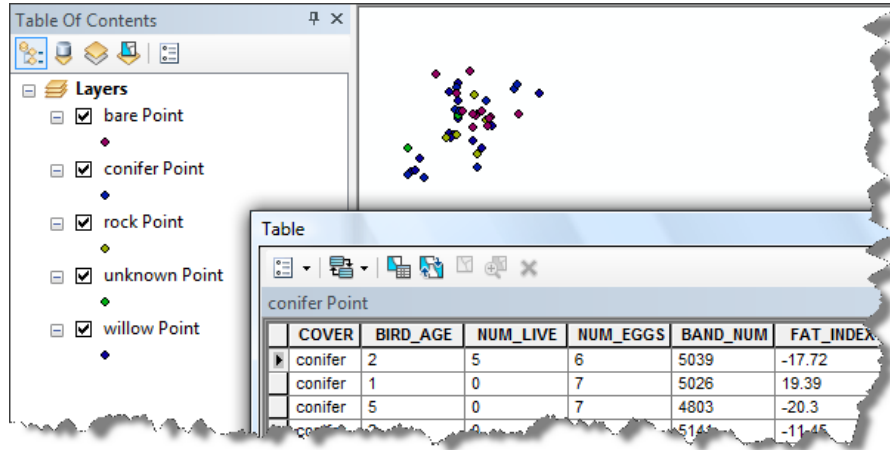 Table Of Contents
Layers
bare Point
conifer Point
rock Point
unknown Point
willow Point
Table
conifer Point
COVER BIRD_AGE NUM_LIVE NUM_EGGS BAND_NUM FAT_INDEX
conifer 2 5 6 5039 -17.72
conifer 1 0 7 5026 19.39
conifer 5 0 7 4803 -20.3